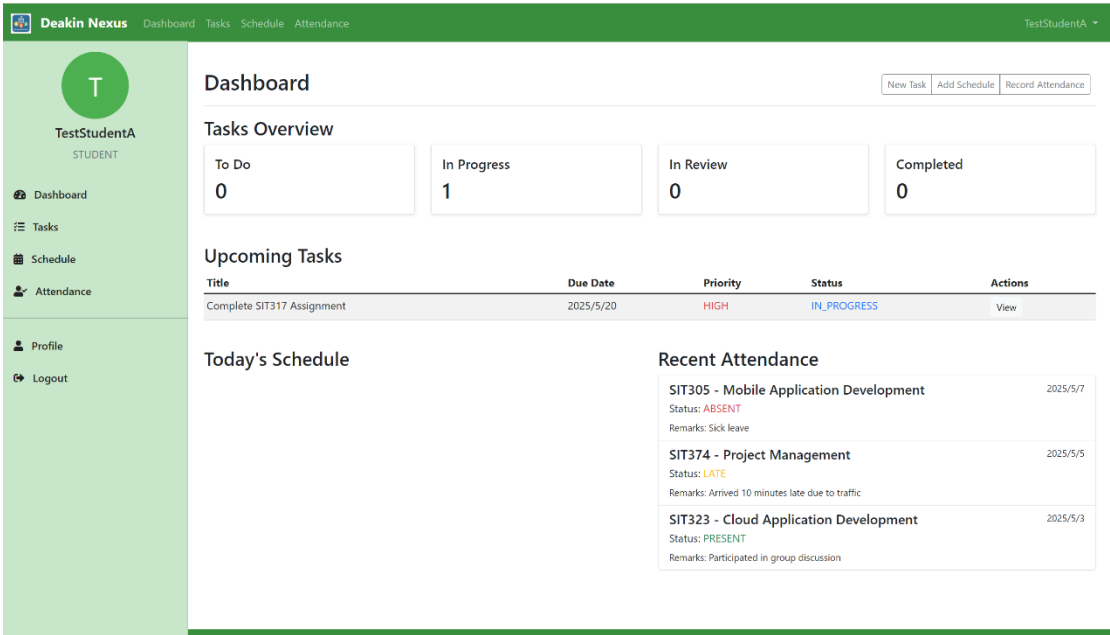 Deakin Nexus Dashboard Tasks Schedule Attendance TestStudentA
T
TestStudentA
STUDENT
Dashboard
Tasks
Schedule
Attendance
Profile
Logout
Dashboard
New Task Add Schedule Record Attendance
Tasks Overview
To Do
0
In Progress
1
In Review
0
Completed
0
Upcoming Tasks
Title Due Date Priority Status Actions
Complete SIT317 Assignment 2025/5/20 HIGH IN_PROGRESS View
Today's Schedule
Recent Attendance
SIT305 - Mobile Application Development 2025/5/7
Status: ABSENT
Remarks: Sick leave
SIT374 - Project Management 2025/5/5
Status: LATE
Remarks: Arrived 10 minutes late due to traffic
SIT323 - Cloud Application Development 2025/5/3
Status: PRESENT
Remarks: Participated in group discussion